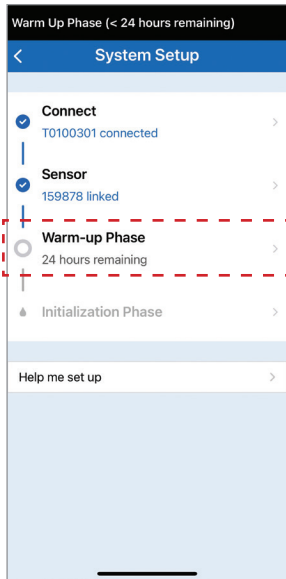 Warm Up Phase (< 24 hours remaining)
System Setup
Connect
T0100301 connected
Sensor
159878 linked
Warm-up Phase
24 hours remaining
Initialization Phase
Help me set up